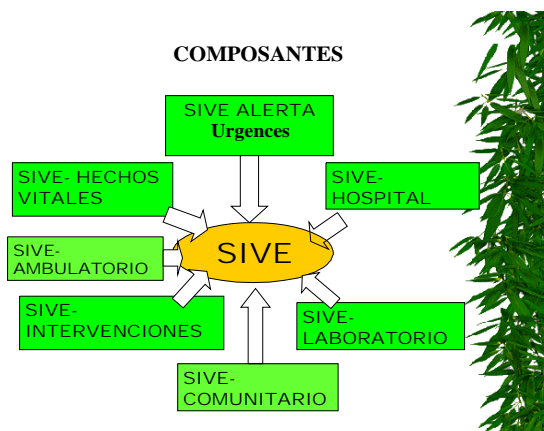 COMPOSANTES
SIVE ALERTA
Urgences
SIVE- HECHOS
VITALES
SIVE-
HOSPITAL
SIVE-
AMBULATORIO
SIVE
SIVE-
INTERVENCIONES
SIVE-
LABORATORIO
SIVE-
COMUNITARIO